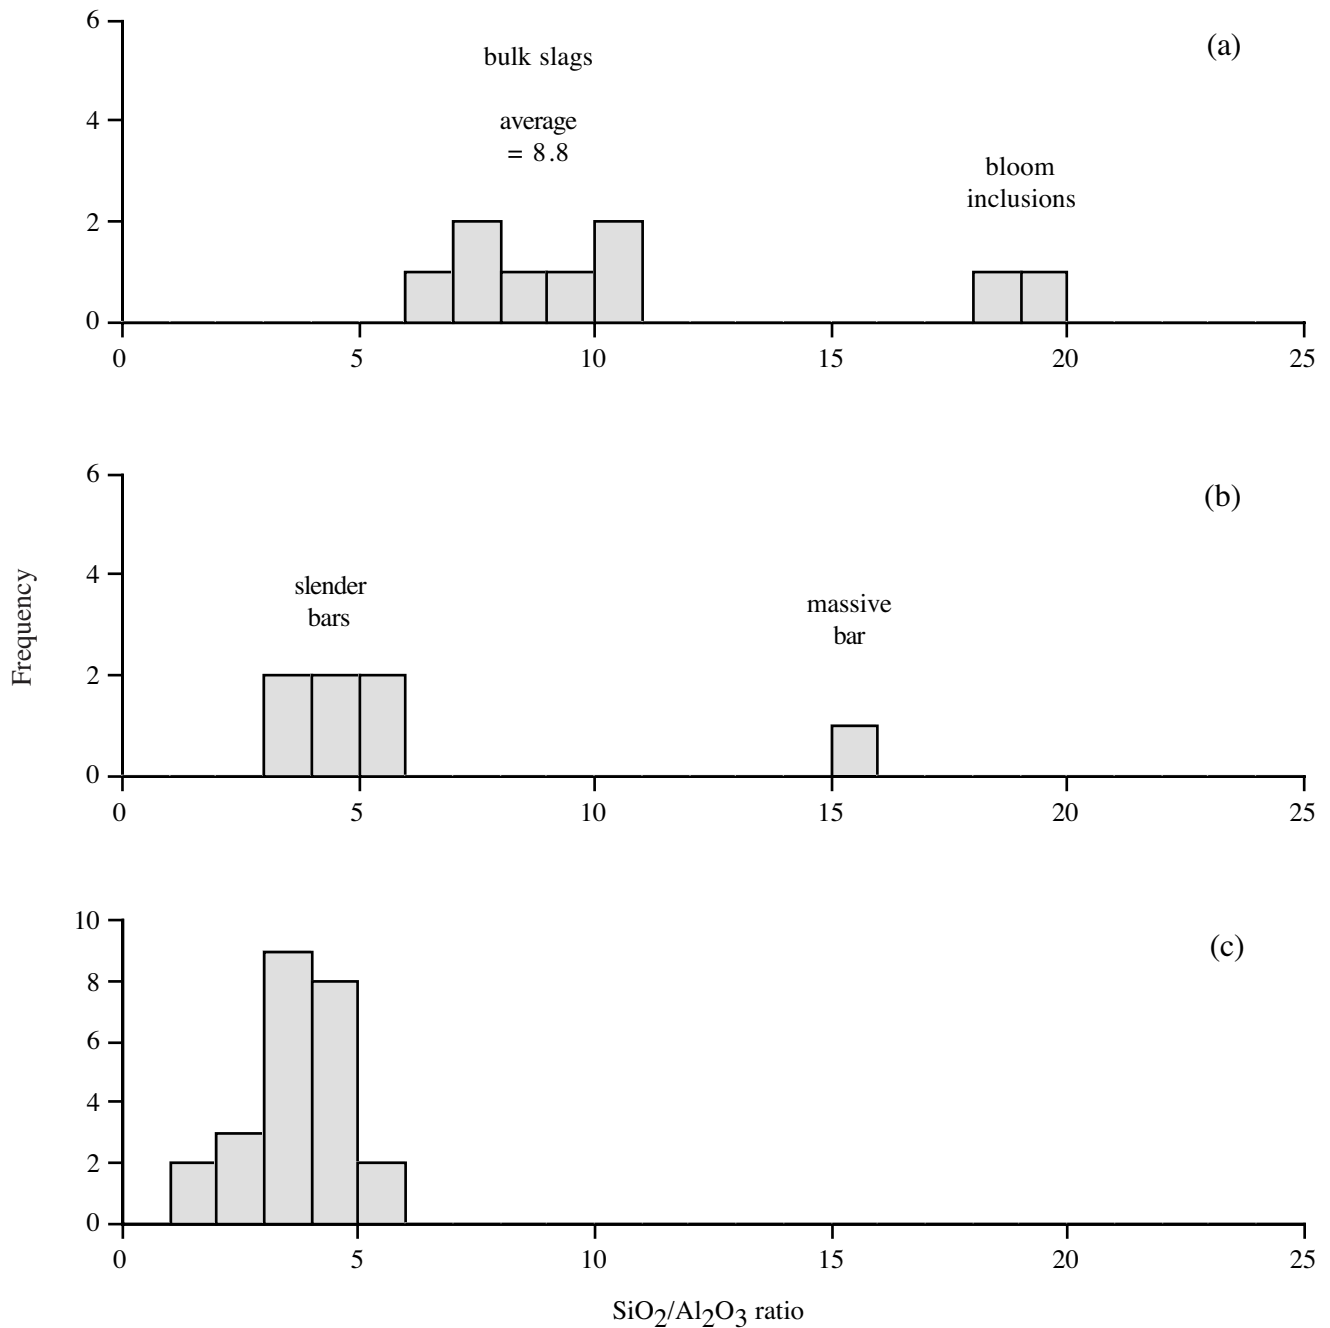 6
(a)
bulk slags
4
average
= 8.8
bloom
inclusions
2
0
0 5 10 15 20 25
6
(b)
4
slender
bars
massive
bar
Frequency
2
0
0 5 10 15 20 25
10
(c)
8
6
4
2
0
0 5 10 15 20 25
SiO2/Al2O3 ratio